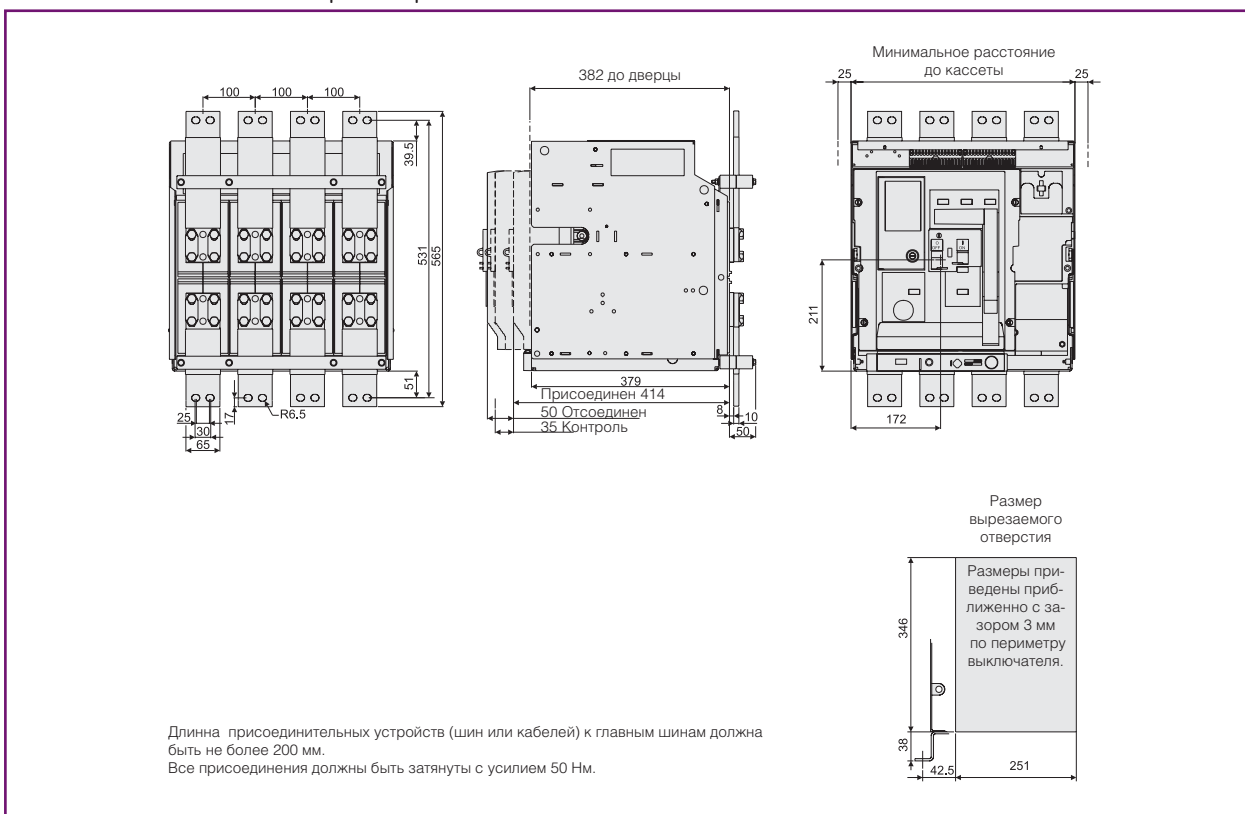 Минимальное расстояние
до кассеты
382 до дверцы
25
25
100
100
100
39.5
531
565
211
OFF
ON
51
379
Присоединен 414
50 Отсоединен
35 Контроль
8
10
50
25
30
65
17
R6.5
172
Размер
вырезаемого
отверстия
Размеры при-
ведены приб-
лиженно с за-
зором 3 мм
по периметру
выключателя.
346
38
42.5
251
Длинна присоединительных устройств (шин или кабелей) к главным шинам должна
быть не более 200 мм.
Все присоединения должны быть затянуты с усилием 50 Нм.